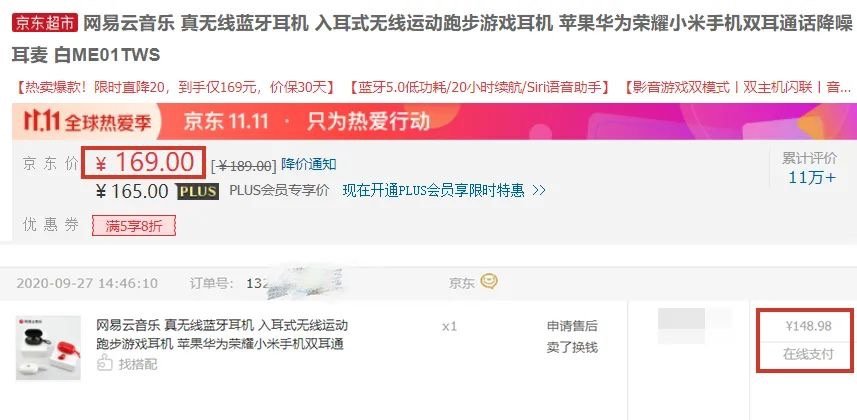 京东超市 网易云音乐 真无线蓝牙耳机 入耳式无线运动跑步游戏耳机 苹果华为荣耀小米手机双耳通话降噪
耳麦 白ME01TWS
【热卖爆款！限时直降20，到手仅169元，价保30天】 【蓝牙5.0低功耗/20小时续航/Siri语音助手】 【影音游戏双模式丨双主机闪联丨音...
11.11 全球热爱季 京东 11.11 · 只为热爱行动
京东价 ¥ 169.00 [¥189.00] 降价通知
累计评价
11万+
¥ 165.00 PLUS PLUS会员专享价 现在开通PLUS会员享限时特惠 >>
优惠券 满5享8折
2020-09-27 14:46:10 订单号： 132 京东
网易云音乐 真无线蓝牙耳机 入耳式无线运动
跑步游戏耳机 苹果华为荣耀小米手机双耳通
找搭配
x1
申请售后
卖了换钱
¥148.98
在线支付